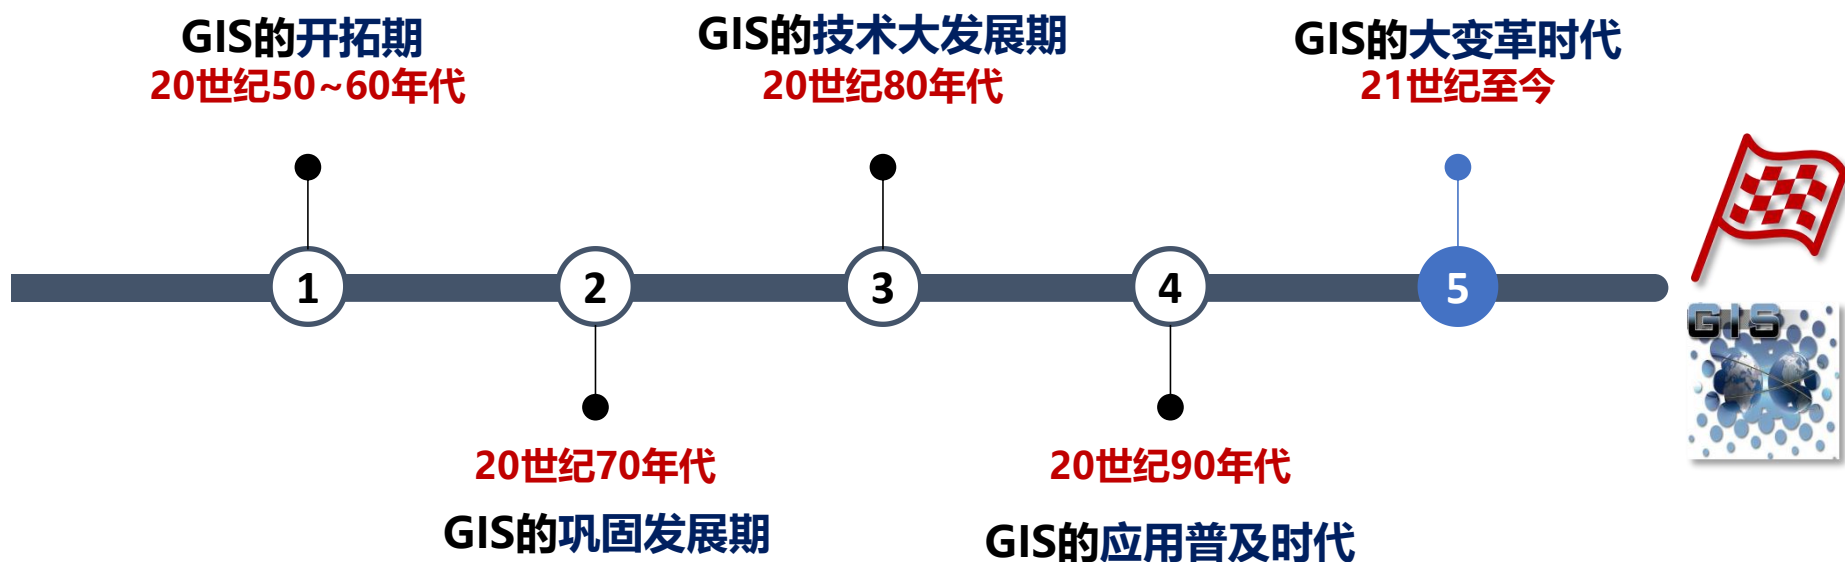 GIS的开拓期
20世纪50~60年代
GIS的技术大发展期
20世纪80年代
GIS的大变革时代
21世纪至今
1
2
3
4
5
GIS
20世纪70年代
GIS的巩固发展期
20世纪90年代
GIS的应用普及时代